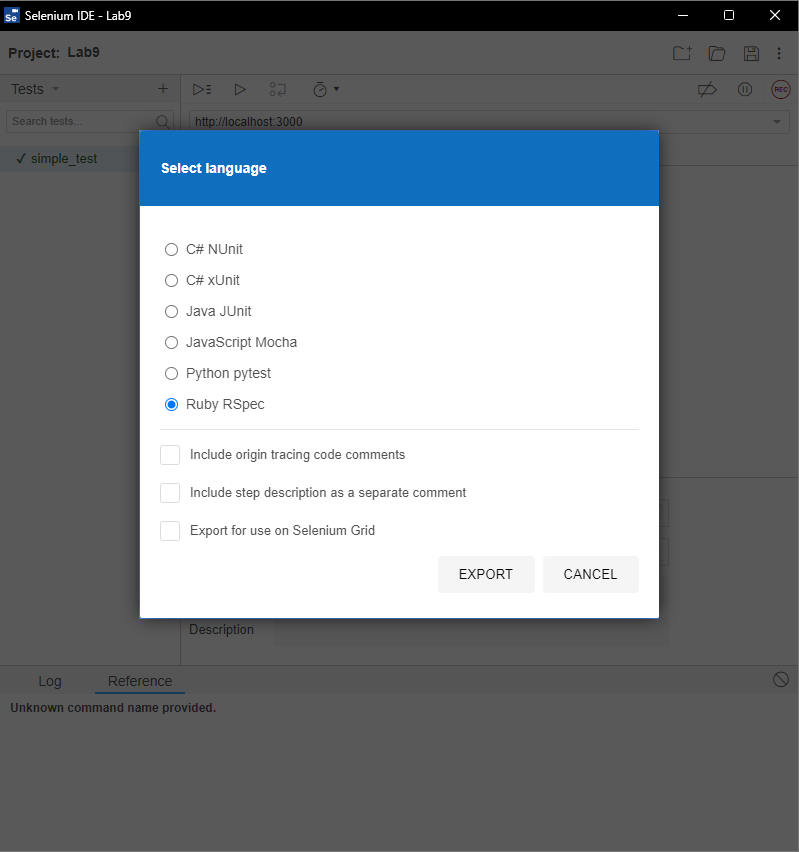 Selenium IDE - Lab9
Project: Lab9
Tests
REC
Search tests...
http://localhost:3000
✓ simple_test
Select language
C# NUnit
C# xUnit
Java JUnit
JavaScript Mocha
Python pytest
Ruby RSpec
Include origin tracing code comments
Include step description as a separate comment
Export for use on Selenium Grid
EXPORT CANCEL
Description
Log Reference
Unknown command name provided.